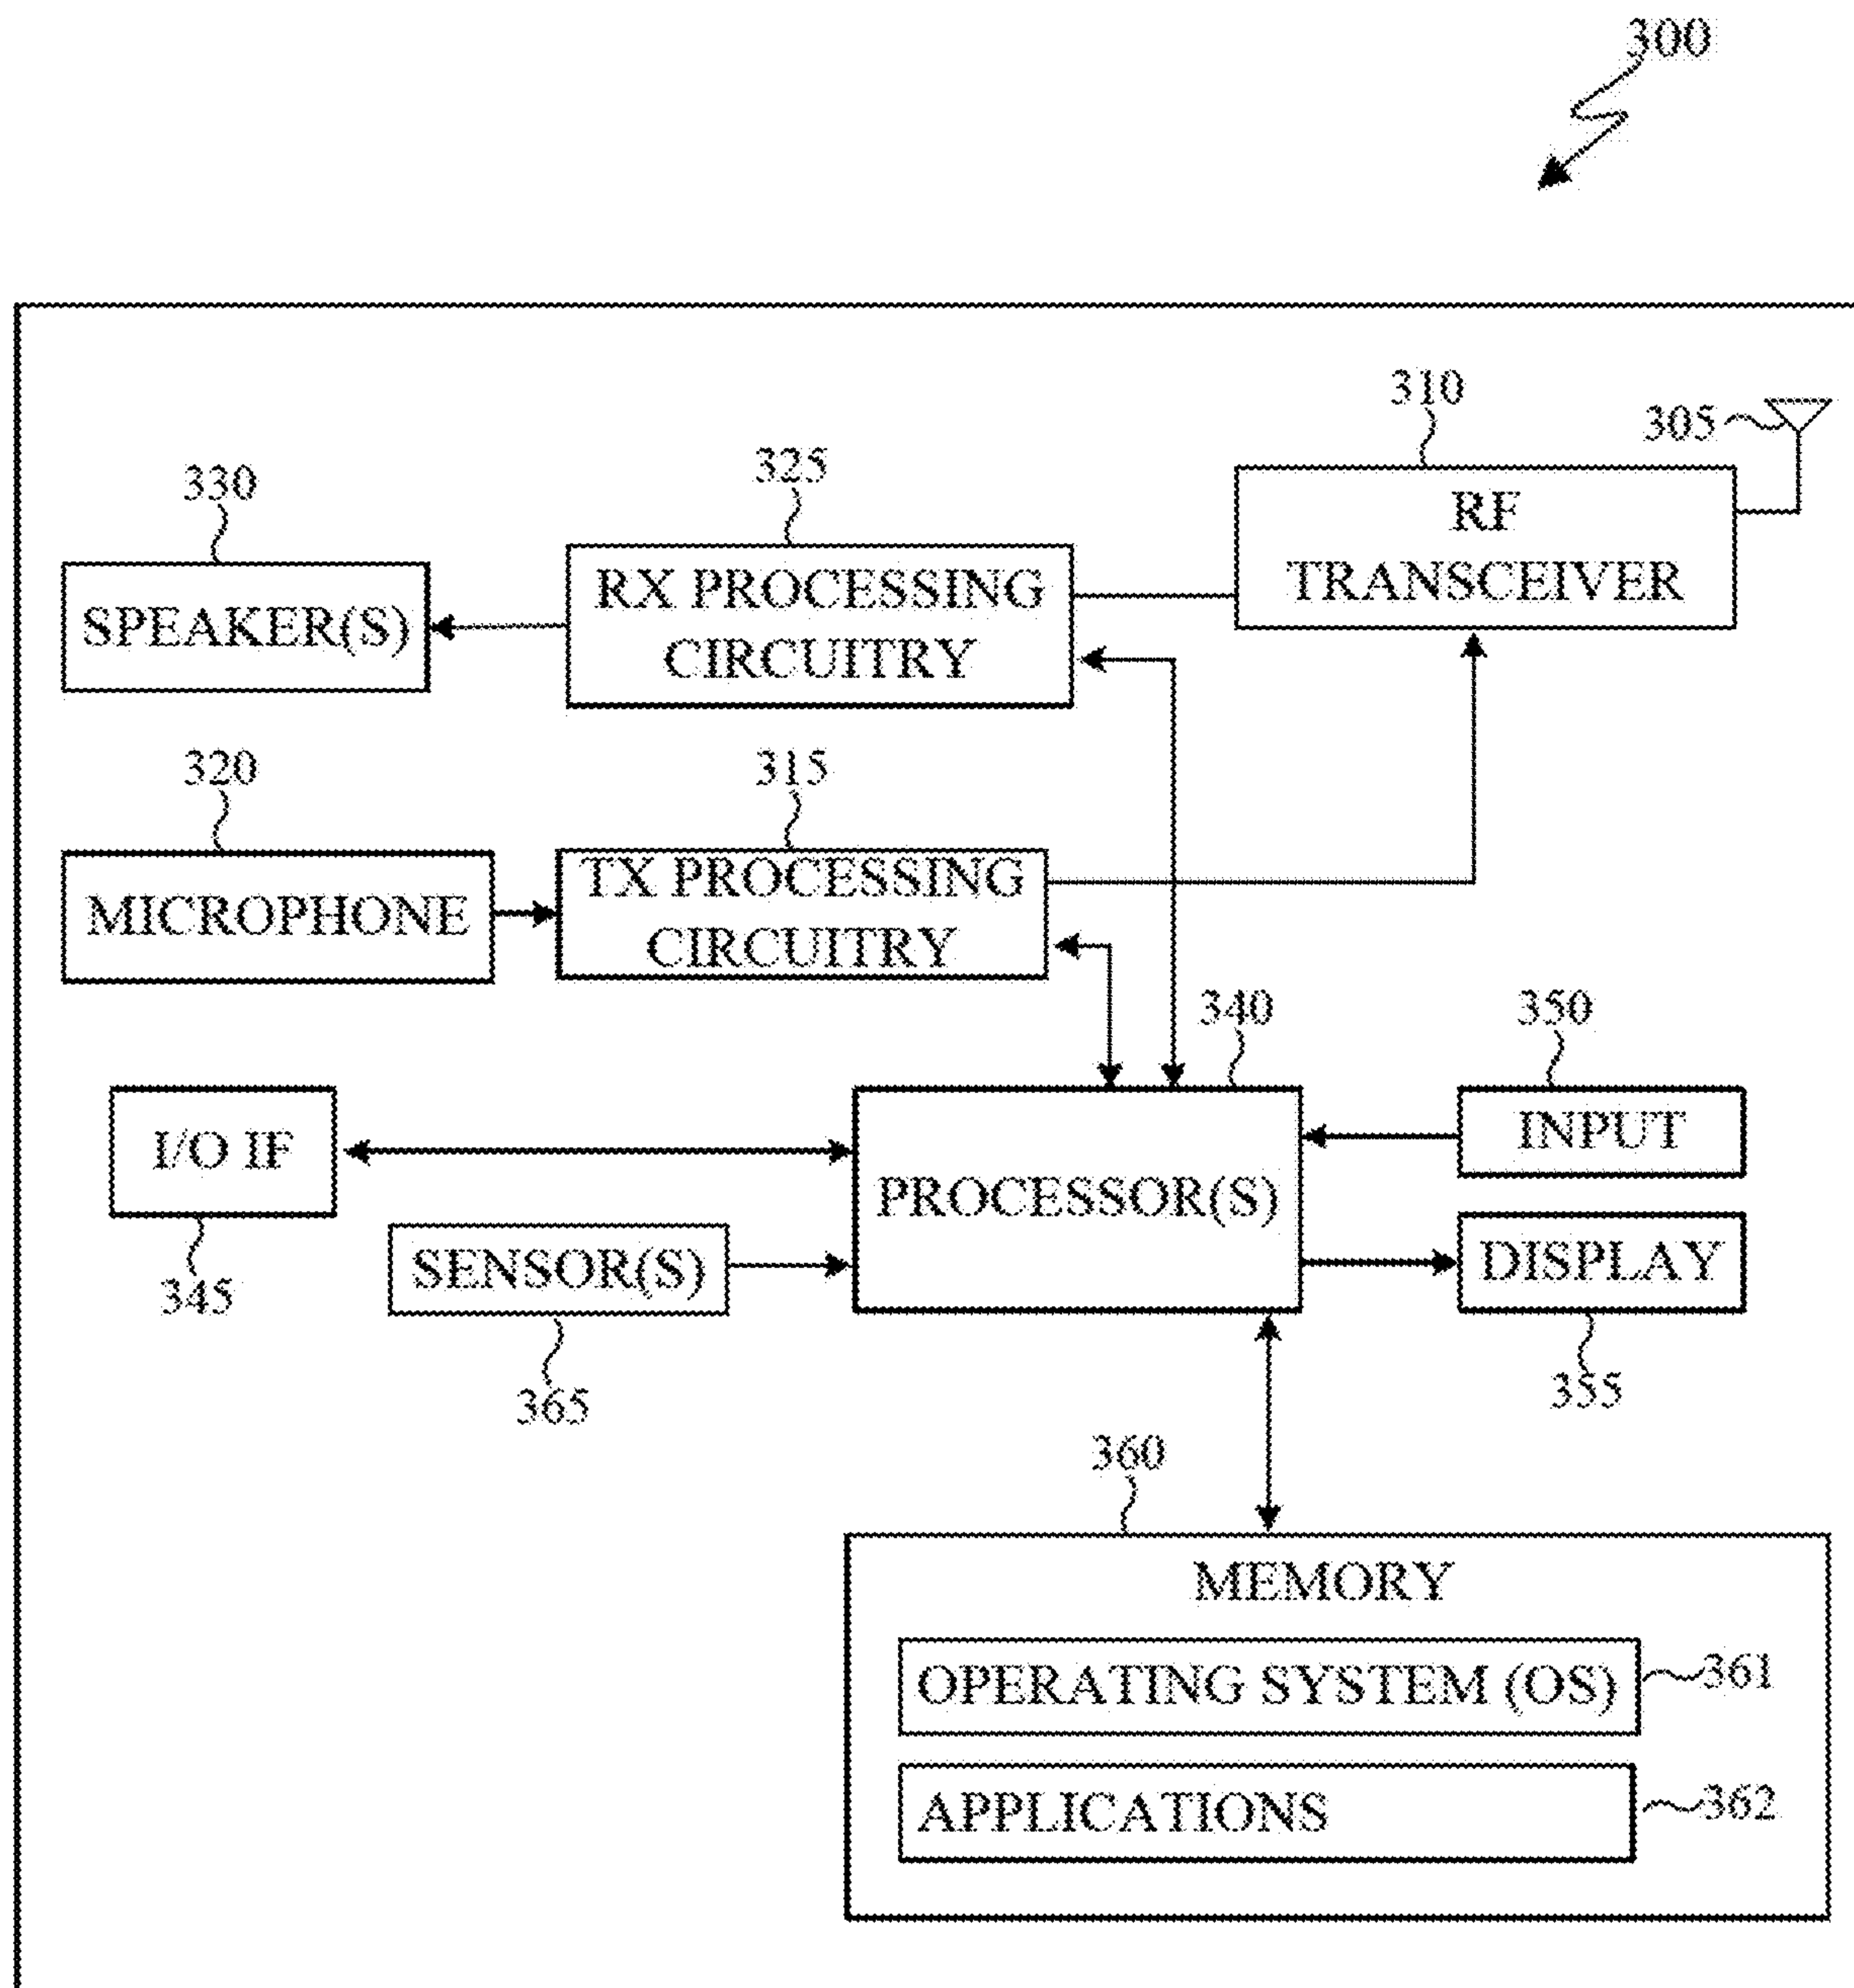 300
310
305
325
330
RF
TRANSCEIVER
RX PROCESSING
CIRCUITRY
SPEAKER(S)
320
315
MICROPHONE
TX PROCESSING
CIRCUITRY
340
350
I/O IF
INPUT
PROCESSOR(S)
SENSOR(S)
DISPLAY
345
365
355
360
MEMORY
OPERATING SYSTEM (OS)
361
APPLICATIONS
362